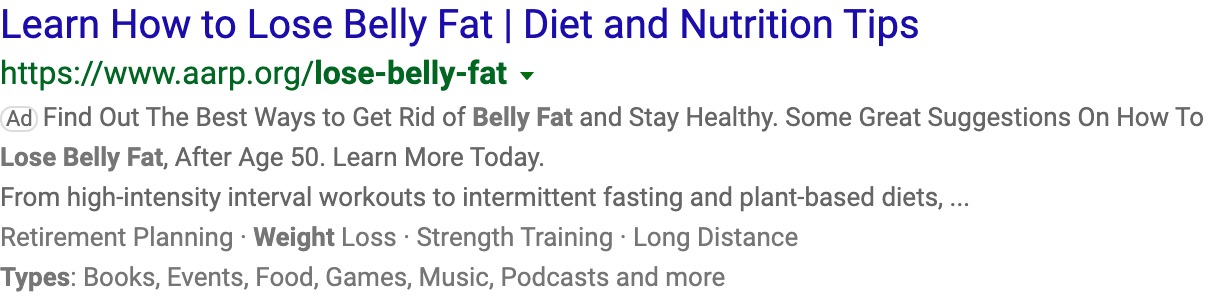 Learn How to Lose Belly Fat | Diet and Nutrition Tips
https://www.aarp.org/lose-belly-fat
Ad Find Out The Best Ways to Get Rid of Belly Fat and Stay Healthy. Some Great Suggestions On How To
Lose Belly Fat, After Age 50. Learn More Today.
From high-intensity interval workouts to intermittent fasting and plant-based diets, ...
Retirement Planning · Weight Loss · Strength Training · Long Distance
Types: Books, Events, Food, Games, Music, Podcasts and more